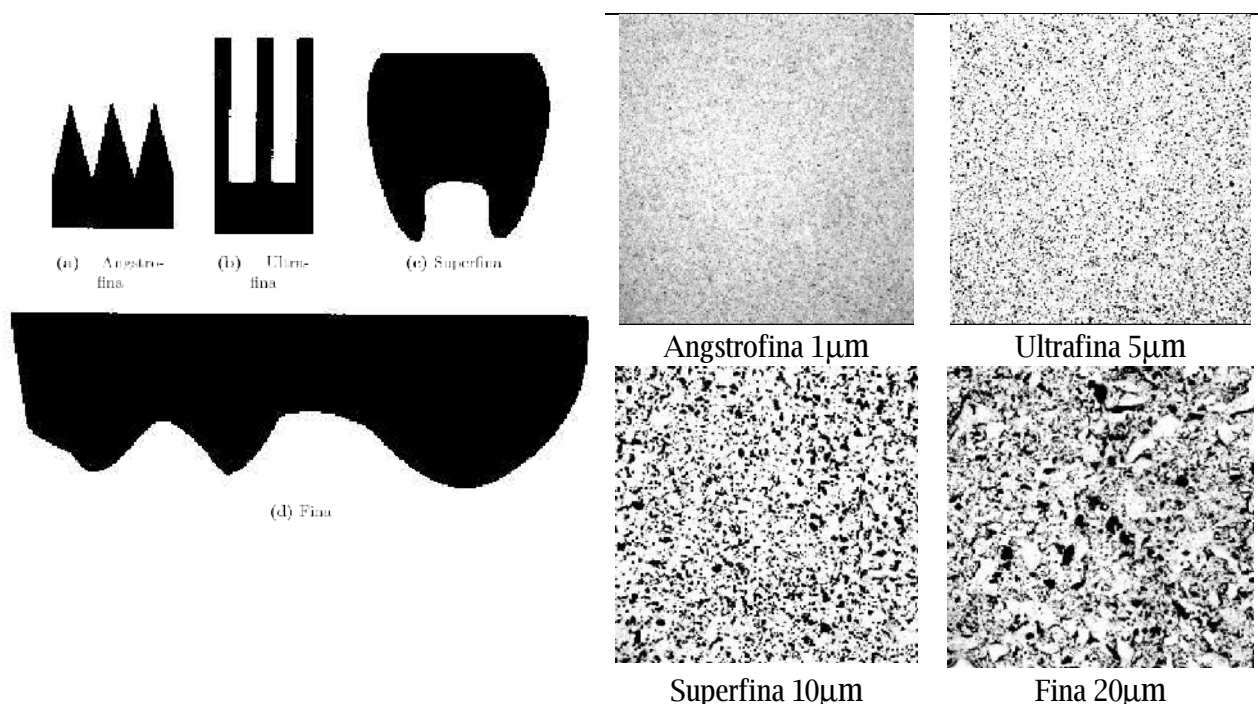 (a) Angstro-
fina
(b) Ultra-
fina
(c) Superfina
(d) Fina
Angstrofina 1μm
Ultrafina 5μm
Superfina 10μm
Fina 20μm